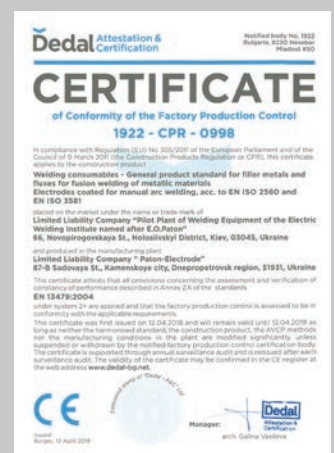 Dedal Attestation &
Certification
Notified body No. 1922
Bulgaria, 8230 Nesebar
Mladost #50
CERTIFICATE
of Conformity of the Factory Production Control
1922 - CPR - 0998
In compliance with Regulation (EU) No 305/2011 of the European Parliament and of the
Council of 9 March 2011 (the Construction Products Regulation or CPR), this certificate
applies to the construction product
Welding consumables - General product standard for filler metals and
fluxes for fusion welding of metallic materials
Electrodes coated for manual arc welding, acc. to EN ISO 2560 and
EN ISO 3581
placed on the market under the name or trade mark of
Limited Liability Company "Pilot Plant of Welding Equipment of the Electric
Welding Institute named after E.O.Paton"
66, Novopirogovskaya St., Holosiivskyi District, Kiev, 03045, Ukraine
and produced in the manufacturing plant
Limited Liability Company " Paton-Electrode"
87-B Sadovaya St., Kamenskoye city, Dnepropetrovsk region, 51931, Ukraine
This certificate attests that all provisions concerning the assessment and verification of
constancy of performance described in Annex ZA of the standards
EN 13479:2004
under system 2+ are applied and that the factory production control is assessed to be in
conformity with the applicable requirements.
This certificate was first issued on 12.04.2018 and will remain valid until 12.04.2019 as
long as neither the harmonised standard, the construction product, the AVCP methods
nor the manufacturing conditions in the plant are modified significantly, unless
suspended or withdrawn by the notified factory production control certification body.
The certificate is supported through annual surveillance audit and is reissued after each
surveillance audit. The validity of the certificate may be confirmed in the CE register at
the web address www.dedal-bg.net.
CE
Issued
Burgas, 12 April 2018
Manager:
arch. Galina Vasileva
Dedal
Attestation &
Certification